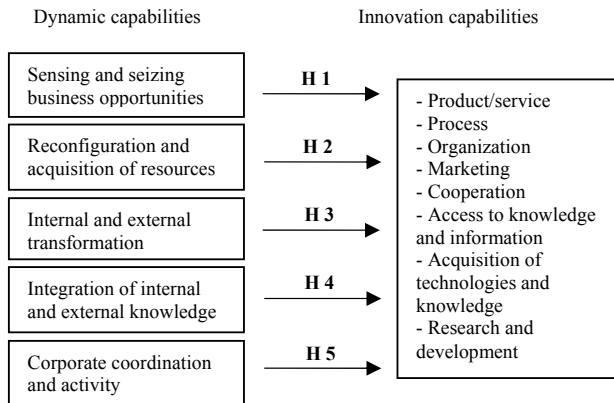 Dynamic capabilities
Innovation capabilities
Sensing and seizing
business opportunities
H 1
Reconfiguration and
acquisition of resources
H 2
Internal and external
transformation
H 3
Integration of internal
and external knowledge
H 4
Corporate coordination
and activity
H 5
- Product/service
- Process
- Organization
- Marketing
- Cooperation
- Access to knowledge
and information
- Acquisition of
technologies and
knowledge
- Research and
development